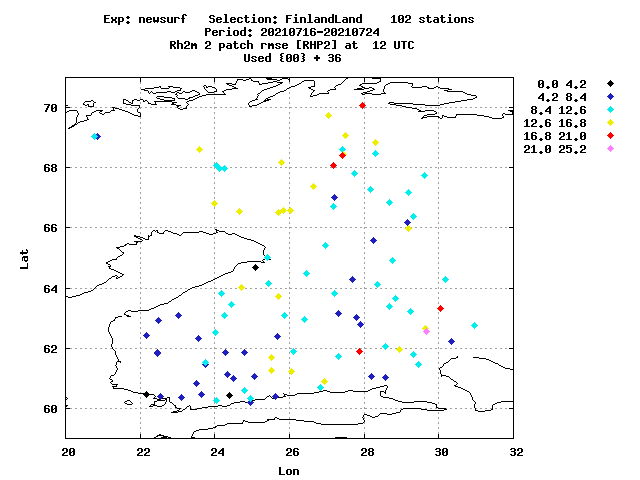 Exp: newsurf   Selection: FinlandLand    102 stations
Period: 20210716-20210724
Rh2m 2 patch rmse [RHP2] at  12 UTC
Used {00} + 36
0.0 4.2
4.2 8.4
8.4 12.6
12.6 16.8
16.8 21.0
21.0 25.2
70
68
66
64
62
60
Lat
20 22 24 26 28 30 32
Lon